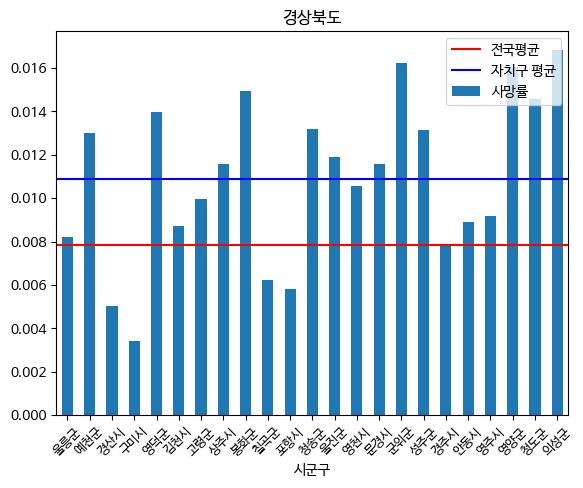 경상북도
전국평균
자치구 평균
사망률
0.016
0.014
0.012
0.010
0.008
0.006
0.004
0.002
0.000
울릉군 예천군 경산시 구미시 영덕군 김천시 고령군 상주시 봉화군 칠곡군 포항시 청송군 울진군 영천시 문경시 군위군 성주군 경주시 안동시 영주시 영양군 청도군 의성군
시군구